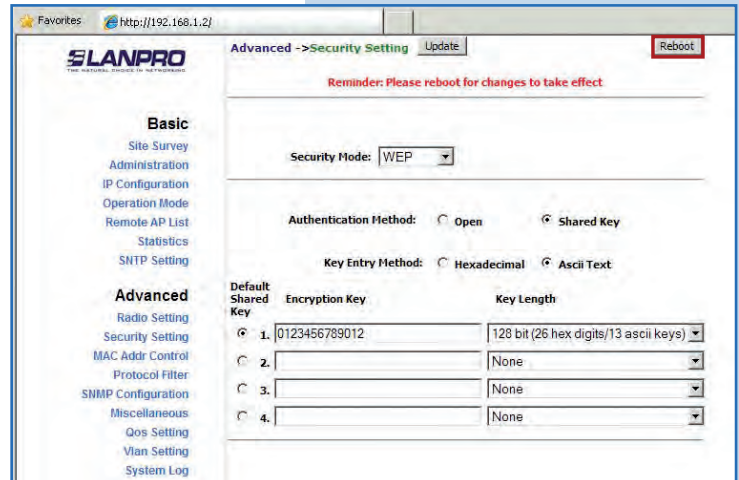 Favorites http://192.168.1.2/
LANPRO
THE NATURAL CHOICE IN NETWORKING
Advanced ->Security Setting Update Reboot
Reminder: Please reboot for changes to take effect
Basic
Site Survey
Administration
IP Configuration
Operation Mode
Remote AP List
Statistics
SNTP Setting
Advanced
Radio Setting
Security Setting
MAC Addr Control
Protocol Filter
SNMP Configuration
Miscellaneous
Qos Setting
Vlan Setting
System Log
Security Mode: WEP
Authentication Method: Open Shared Key
Key Entry Method: Hexadecimal Ascii Text
Default Shared Key Encryption Key Key Length
1. 0123456789012 128 bit (26 hex digits/13 ascii keys)
2. None
3. None
4. None